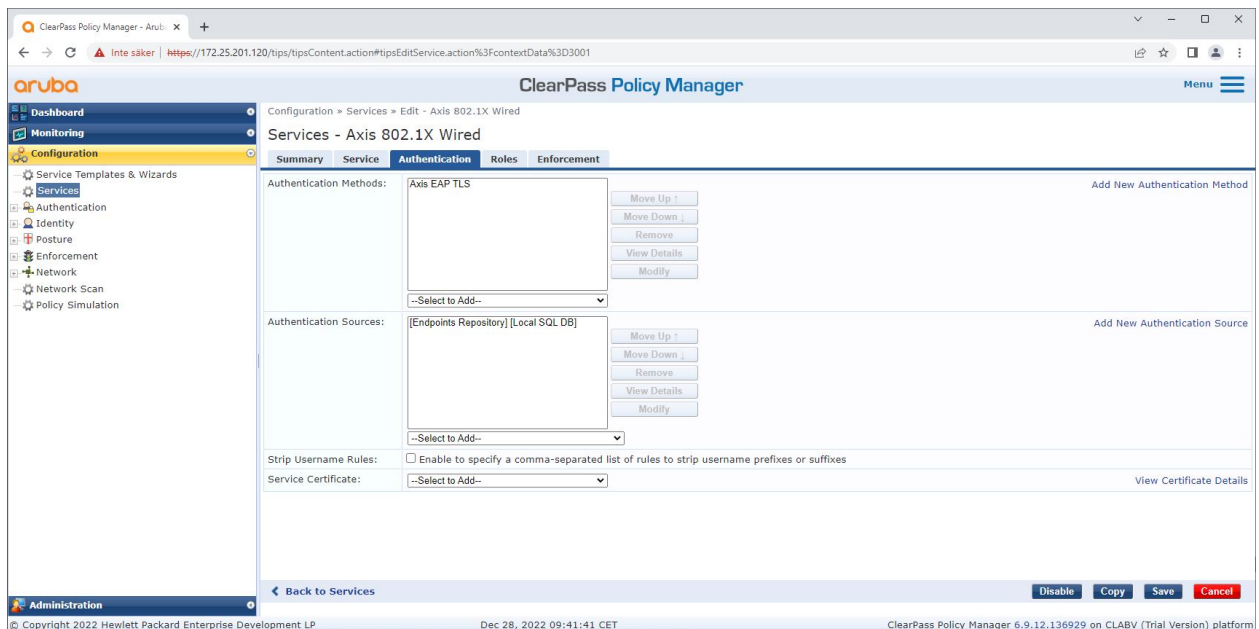 ClearPass Policy Manager - Arub
Inte säker | https://172.25.201.120/tips/tipsContent.action#tipsEditService.action%3FcontextData%3D3001
aruba
ClearPass Policy Manager
Menu
Dashboard
Monitoring
Configuration
Service Templates & Wizards
Services
Authentication
Identity
Posture
Enforcement
Network
Network Scan
Policy Simulation
Administration
Configuration » Services » Edit - Axis 802.1X Wired
Services - Axis 802.1X Wired
Summary Service Authentication Roles Enforcement
Authentication Methods:
Axis EAP TLS
Move Up ↑
Move Down ↓
Remove
View Details
Modify
--Select to Add--
Add New Authentication Method
Authentication Sources:
[Endpoints Repository] [Local SQL DB]
Move Up ↑
Move Down ↓
Remove
View Details
Modify
--Select to Add--
Add New Authentication Source
Strip Username Rules:
Enable to specify a comma-separated list of rules to strip username prefixes or suffixes
Service Certificate:
--Select to Add--
View Certificate Details
Back to Services
Disable Copy Save Cancel
© Copyright 2022 Hewlett Packard Enterprise Development LP Dec 28, 2022 09:41:41 CET ClearPass Policy Manager 6.9.12.136929 on CLABV (Trial Version) platform